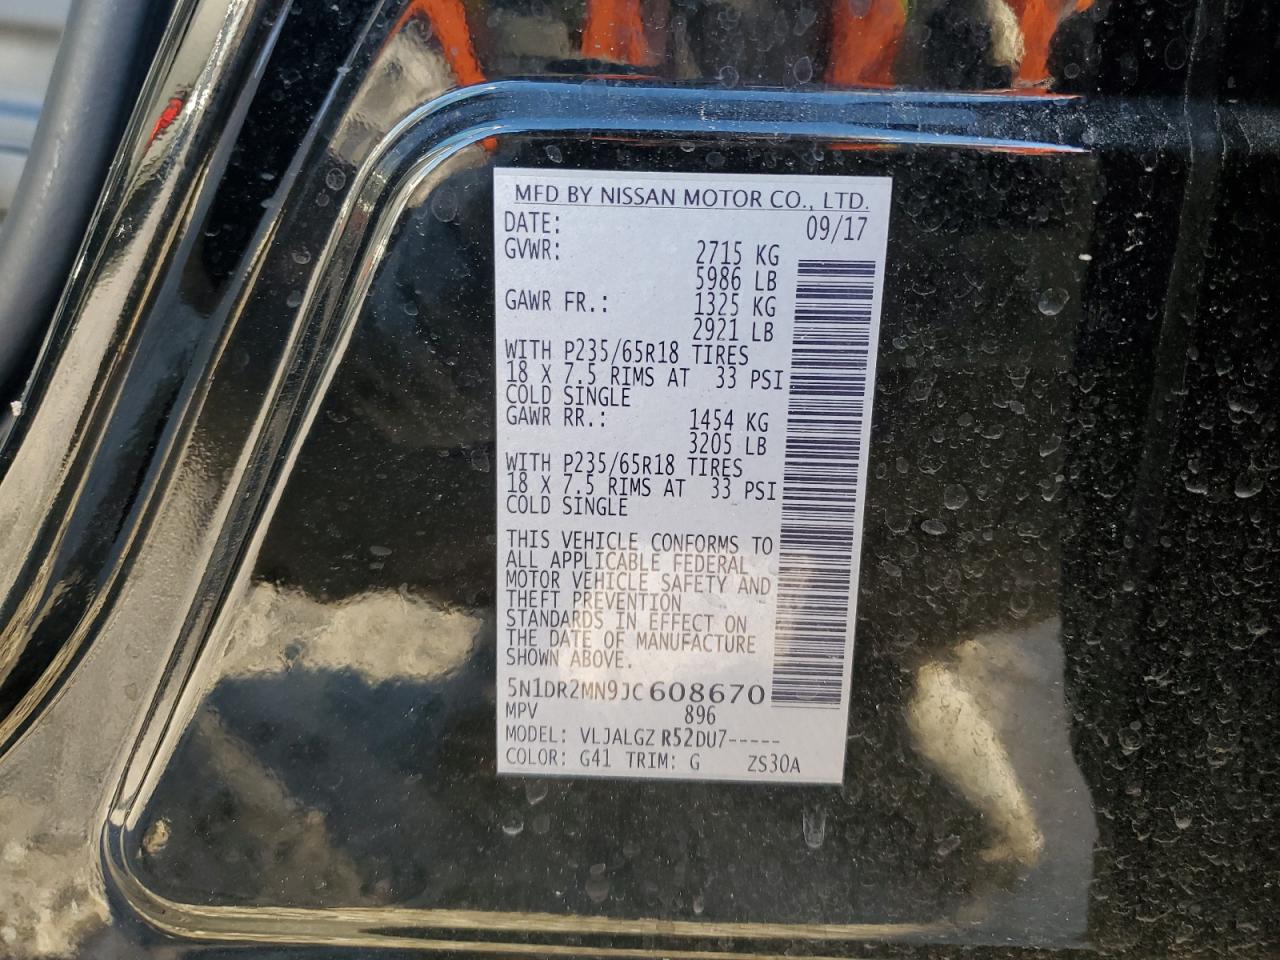 MFD BY NISSAN MOTOR CO., LTD.
DATE: 09/17
GVWR: 2715 KG
5986 LB
GAWR FR.: 1325 KG
2921 LB
WITH P235/65R18 TIRES
18 X 7.5 RIMS AT 33 PSI
COLD SINGLE
GAWR RR.: 1454 KG
3205 LB
WITH P235/65R18 TIRES
18 X 7.5 RIMS AT 33 PSI
COLD SINGLE
THIS VEHICLE CONFORMS TO
ALL APPLICABLE FEDERAL
MOTOR VEHICLE SAFETY AND
THEFT PREVENTION
STANDARDS IN EFFECT ON
THE DATE OF MANUFACTURE
SHOWN ABOVE.
5N1DR2MN9JC608670
MPV 896
MODEL: VLJALGZ R52DU7-----
COLOR: G41 TRIM: G ZS30A